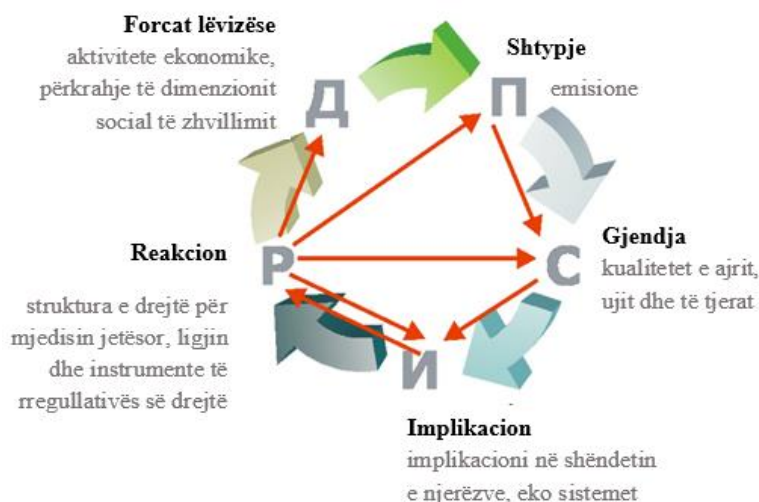 Forcat lëvizëse
aktivitete ekonomike,
përkrahje të dimenzionit
social të zhvillimit
Д
Shtypje
П
emisione
Reakcion
Р
struktura e drejtë për
mjedisin jetësor, ligjin
dhe instrumente të
rregullativës së drejtë
С
Gjendja
kualitetet e ajrit,
ujit dhe të tjerat
И
Implikacion
implikacioni në shëndetin
e njerëzve, eko sistemet